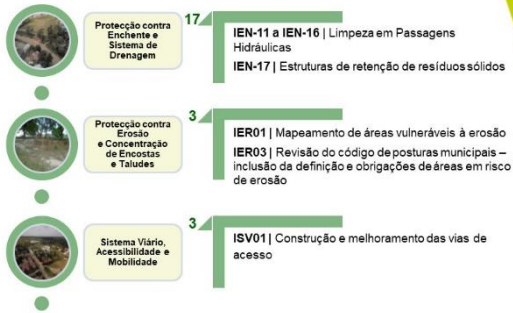 Protecção contra
Enchente e
Sistema de
Drenagem
17
IEN-11 a IEN-16 | Limpeza em Passagens
Hidráulicas
IEN-17 | Estruturas de retenção de resíduos sólidos
Protecção contra
Erosão
e Concentração
de Encostas
e Taludes
3
IER01 | Mapeamento de áreas vulneráveis à erosão
IER03 | Revisão do código de posturas municipais –
inclusão da definição e obrigações de áreas em risco
de erosão
Sistema Viário,
Acessibilidade e
Mobilidade
3
ISV01 | Construção e melhoramento das vias de
acesso